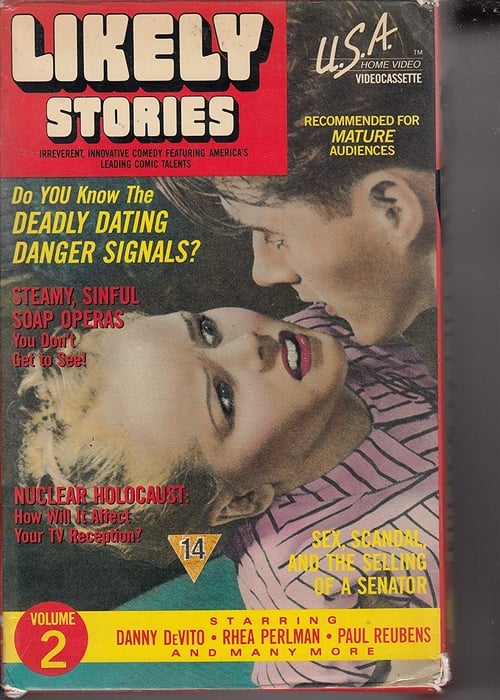 LIKELY
STORIES
IRREVERENT, INNOVATIVE COMEDY FEATURING AMERICA'S
LEADING COMIC TALENTS
U.S.A. TM
HOME VIDEO
VIDEOCASSETTE
RECOMMENDED FOR
MATURE
AUDIENCES
Do YOU Know The
DEADLY DATING
DANGER SIGNALS?
STEAMY, SINFUL
SOAP OPERAS
You Don't
Get to See!
NUCLEAR HOLOCAUST:
How Will It Affect
Your TV Reception?
14
SEX, SCANDAL,
AND THE SELLING
OF A SENATOR
VOLUME
2
STARRING
DANNY DeVITO • RHEA PERLMAN • PAUL REUBENS
AND MANY MORE